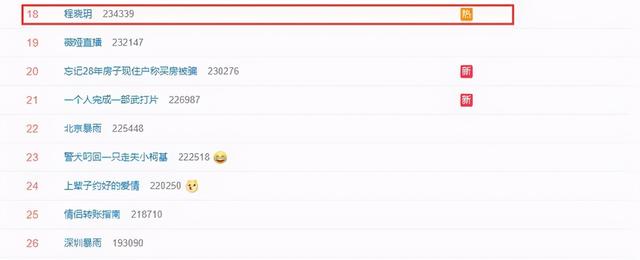 18 程晓玥 234339 热
19 薇娅直播 232147
20 忘记28年房子现住户称买房被骗 230276 新
21 一个人完成一部武打片 226987 新
22 北京暴雨 225448
23 警犬叼回一只走失小柯基 222518
24 上辈子约好的爱情 220250
25 情侣转账指南 218710
26 深圳暴雨 193090